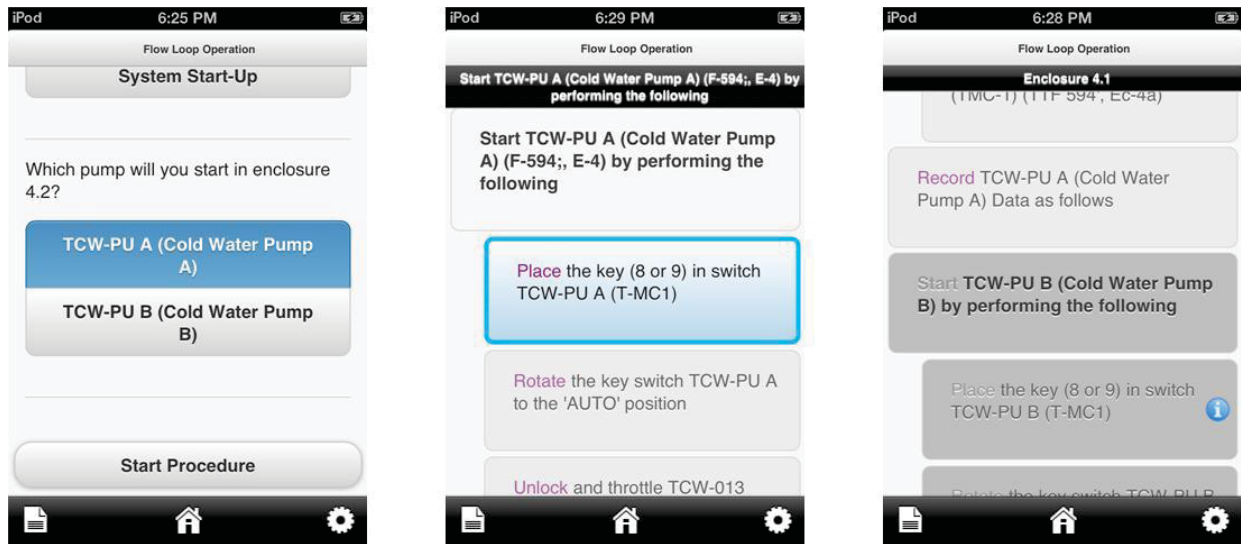 iPod 6:25 PM
Flow Loop Operation
System Start-Up
Which pump will you start in enclosure
4.2?
TCW-PU A (Cold Water Pump
A)
TCW-PU B (Cold Water Pump
B)
Start Procedure
iPod 6:29 PM
Flow Loop Operation
Start TCW-PU A (Cold Water Pump A) (F-594;, E-4) by
performing the following
Start TCW-PU A (Cold Water Pump
A) (F-594;, E-4) by performing the
following
Place the key (8 or 9) in switch
TCW-PU A (T-MC1)
Rotate the key switch TCW-PU A
to the 'AUTO' position
Unlock and throttle TCW-013
iPod 6:28 PM
Flow Loop Operation
Enclosure 4.1
(TMC-1) (TTF 594', Ec-4a)
Record TCW-PU A (Cold Water
Pump A) Data as follows
Start TCW-PU B (Cold Water Pump
B) by performing the following
Place the key (8 or 9) in switch
TCW-PU B (T-MC1)
Rotate the key switch TCW-PU B